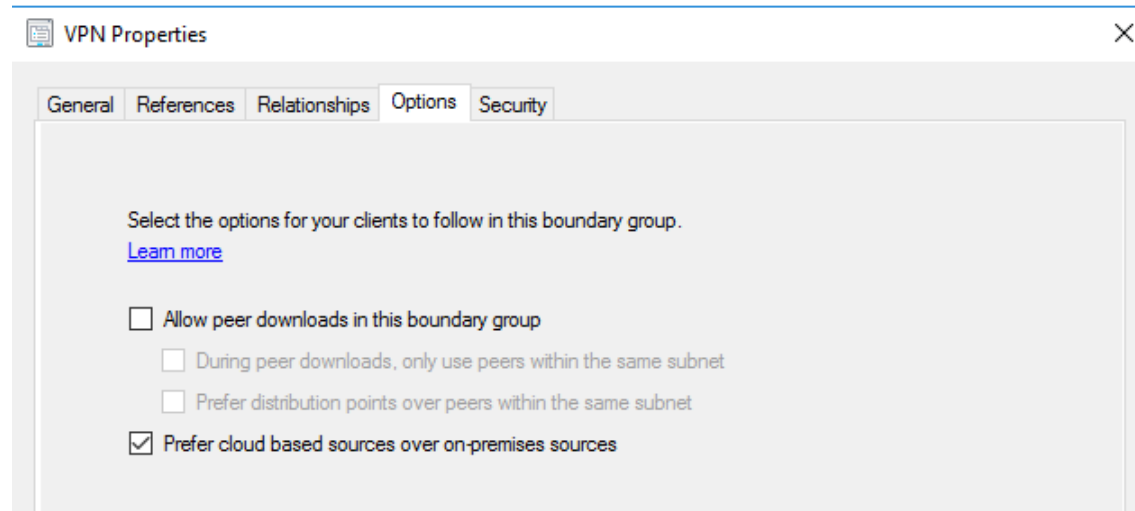 VPN Properties
General References Relationships Options Security
Select the options for your clients to follow in this boundary group.
Learn more
Allow peer downloads in this boundary group
During peer downloads, only use peers within the same subnet
Prefer distribution points over peers within the same subnet
Prefer cloud based sources over on-premises sources